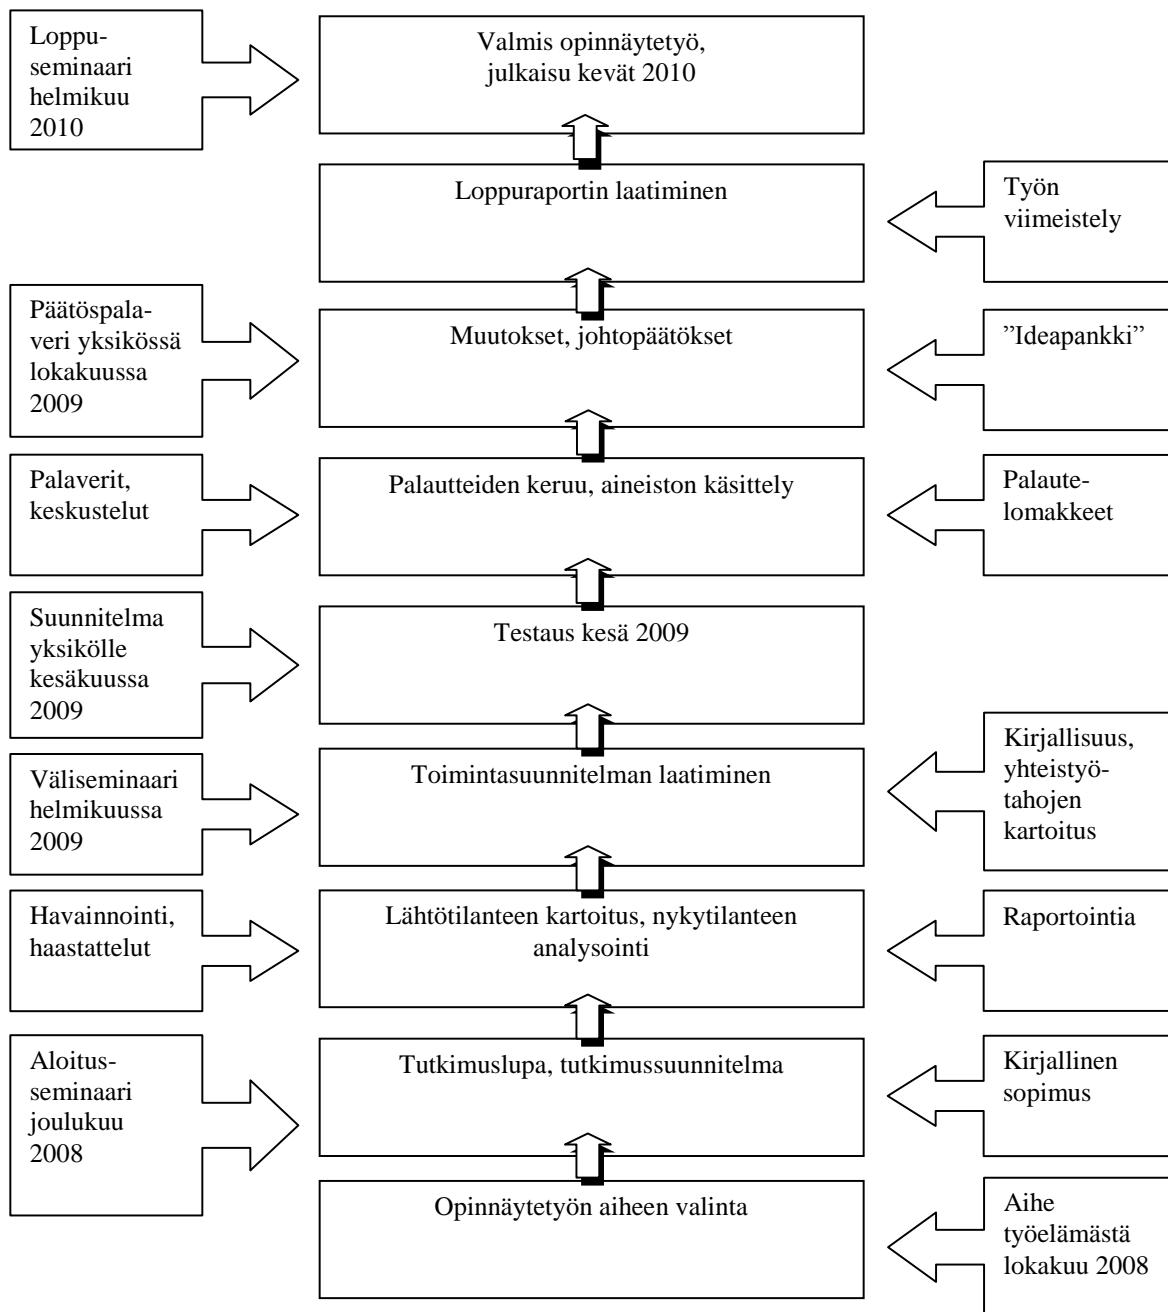 Loppu-
seminaari
helmikuu
2010
Valmis opinnäytetyö,
julkaisu kevät 2010
Loppuraportin laatiminen
Työn
viimeistely
Päätöspala-
veri yksikössä
lokakuussa
2009
Muutokset, johtopäätökset
”Ideapankki”
Palaverit,
keskustelut
Palautteiden keruu, aineiston käsittely
Palaute-
lomakkeet
Suunnitelma
yksikölle
kesäkuussa
2009
Testaus kesä 2009
Väliseminaari
helmikuussa
2009
Toimintasuunnitelman laatiminen
Kirjallisuus,
yhteistyö-
tahojen
kartoitus
Havainnointi,
haastattelut
Lähtötilanteen kartoitus, nykytilanteen
analysointi
Raportointia
Aloitus-
seminaari
joulukuu
2008
Tutkimuslupa, tutkimussuunnitelma
Kirjallinen
sopimus
Opinnäytetyön aiheen valinta
Aihe
työelämästä
lokakuu 2008